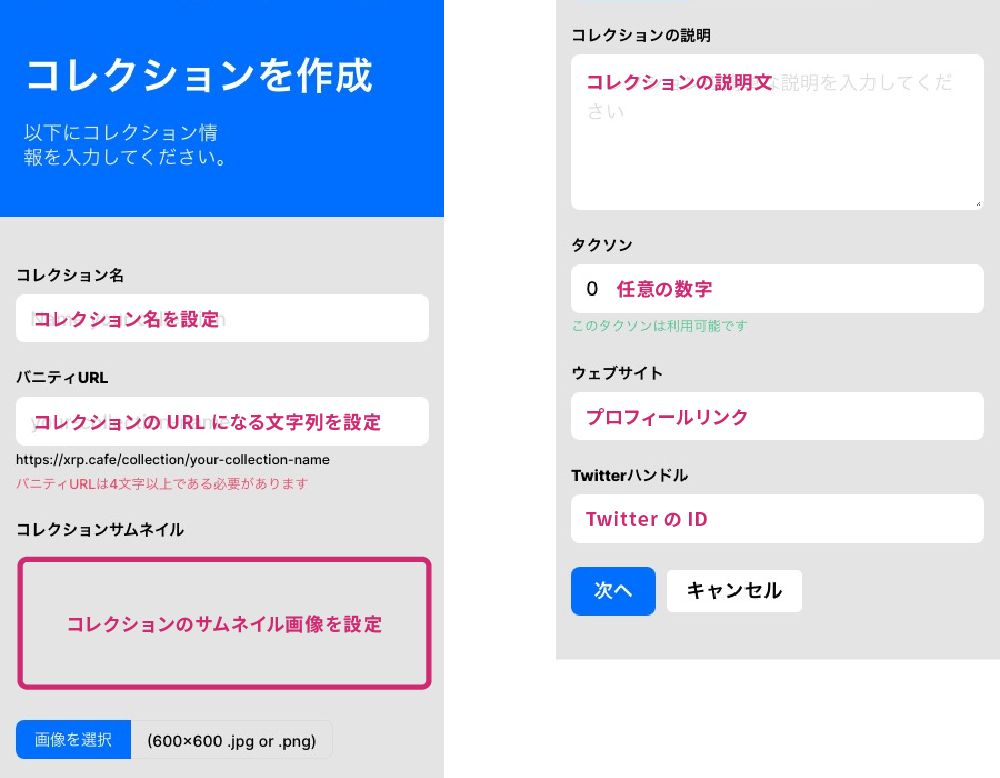 コレクションを作成
以下にコレクション情
報を入力してください。
コレクション名
コレクション名を設定
バニティURL
コレクションの URL になる文字列を設定
https://xrp.cafe/collection/your-collection-name
バニティURLは4文字以上である必要があります
コレクションサムネイル
コレクションのサムネイル画像を設定
画像を選択 (600×600 .jpg or .png)
コレクションの説明
コレクションの説明文 な説明を入力してくだ
さい
タクソン
0 任意の数字
このタクソンは利用可能です
ウェブサイト
プロフィールリンク
Twitterハンドル
Twitter の ID
次へ キャンセル